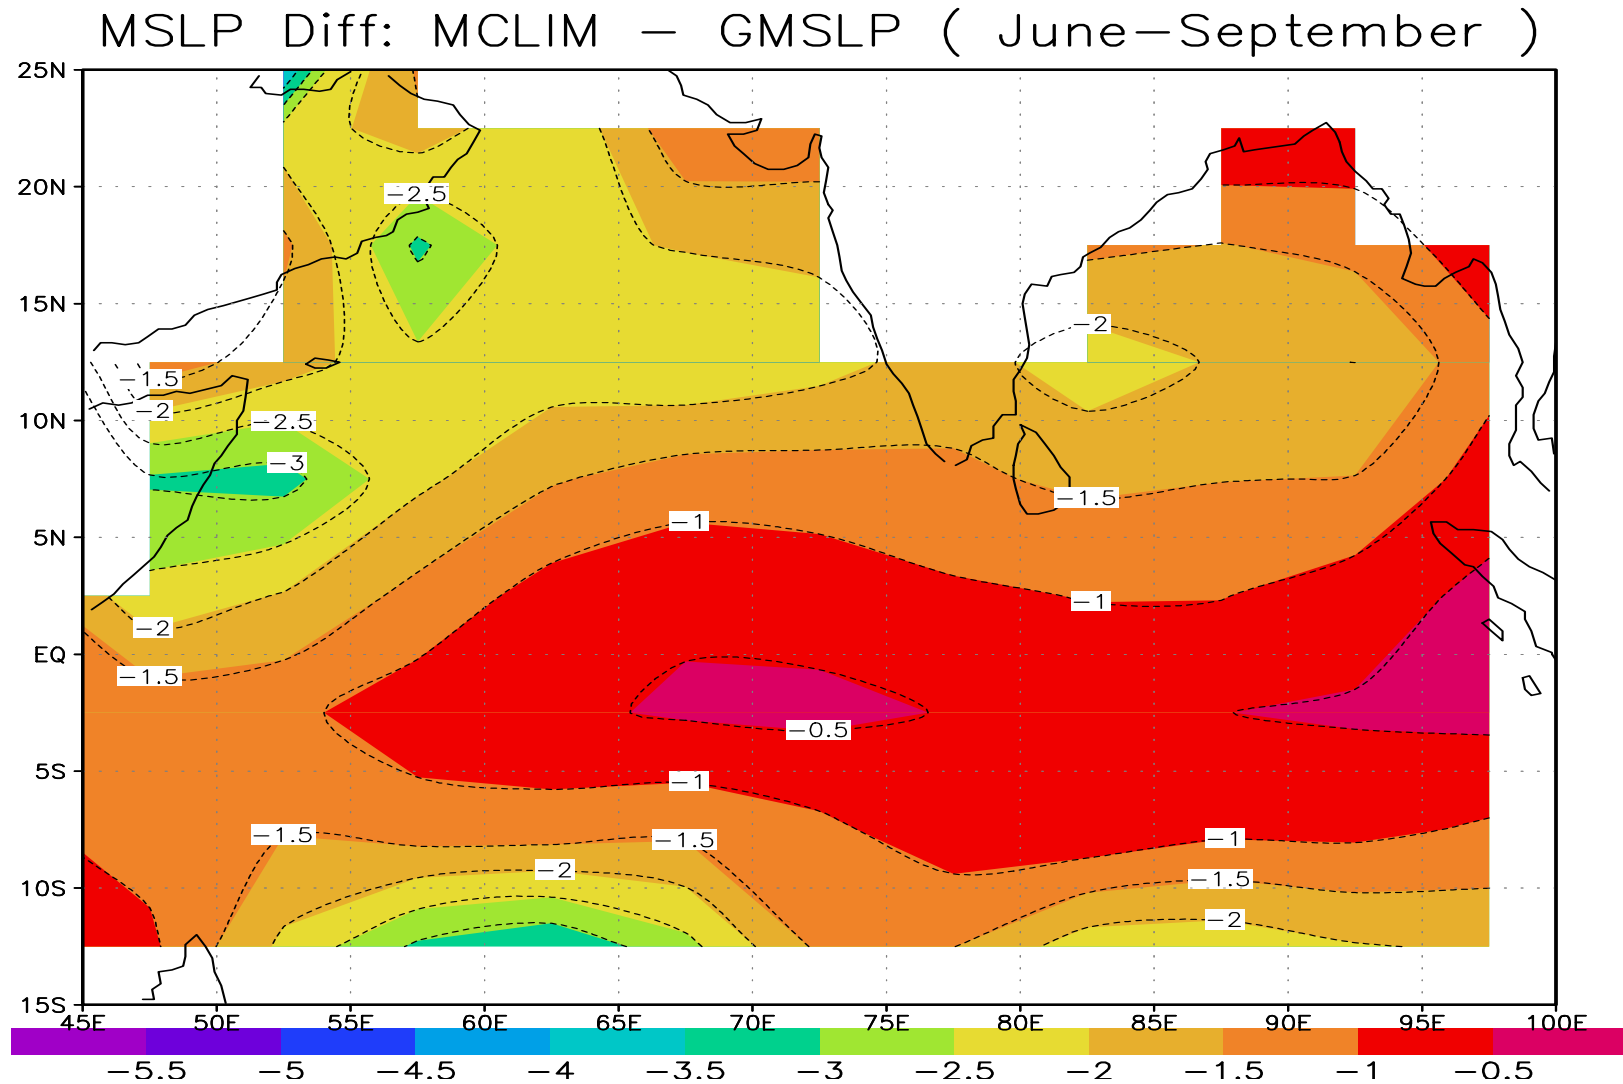 MSLP Diff: MCLIM − GMSLP ( June−September )
25N
20N
−2.5
15N
−2
−1.5
−2
10N
−2.5
−3
−1.5
5N
−1
−1
−2
EQ
−1.5
−0.5
5S
−1
−1.5
−1.5
−1
−2
−1.5
10S
−2
15S
45E 50E 55E 60E 65E 70E 75E 80E 85E 90E 95E 100E
−5.5 −5 −4.5 −4 −3.5 −3 −2.5 −2 −1.5 −1 −0.5